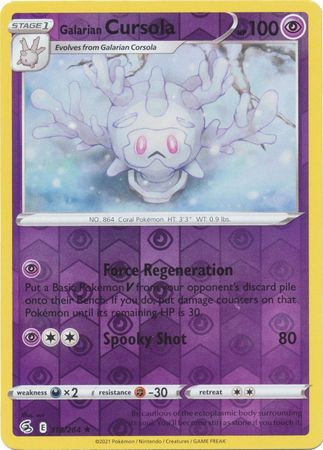 STAGE 1
Galarian Cursola
HP 100
Evolves from Galarian Corsola
NO. 864 Coral Pokémon HT: 3'3" WT: 0.9 lbs.
Force Regeneration
Put a Basic Pokémon V from your opponent's discard pile
onto their Bench. If you do, put damage counters on that
Pokémon until its remaining HP is 30.
Spooky Shot 80
weakness ×2 resistance -30 retreat
E /264 ★
Be cautious of the ectoplasmic body surrounding
its soul. You'll become stiff as stone if you touch it.
©2021 Pokémon / Nintendo / Creatures / GAME FREAK